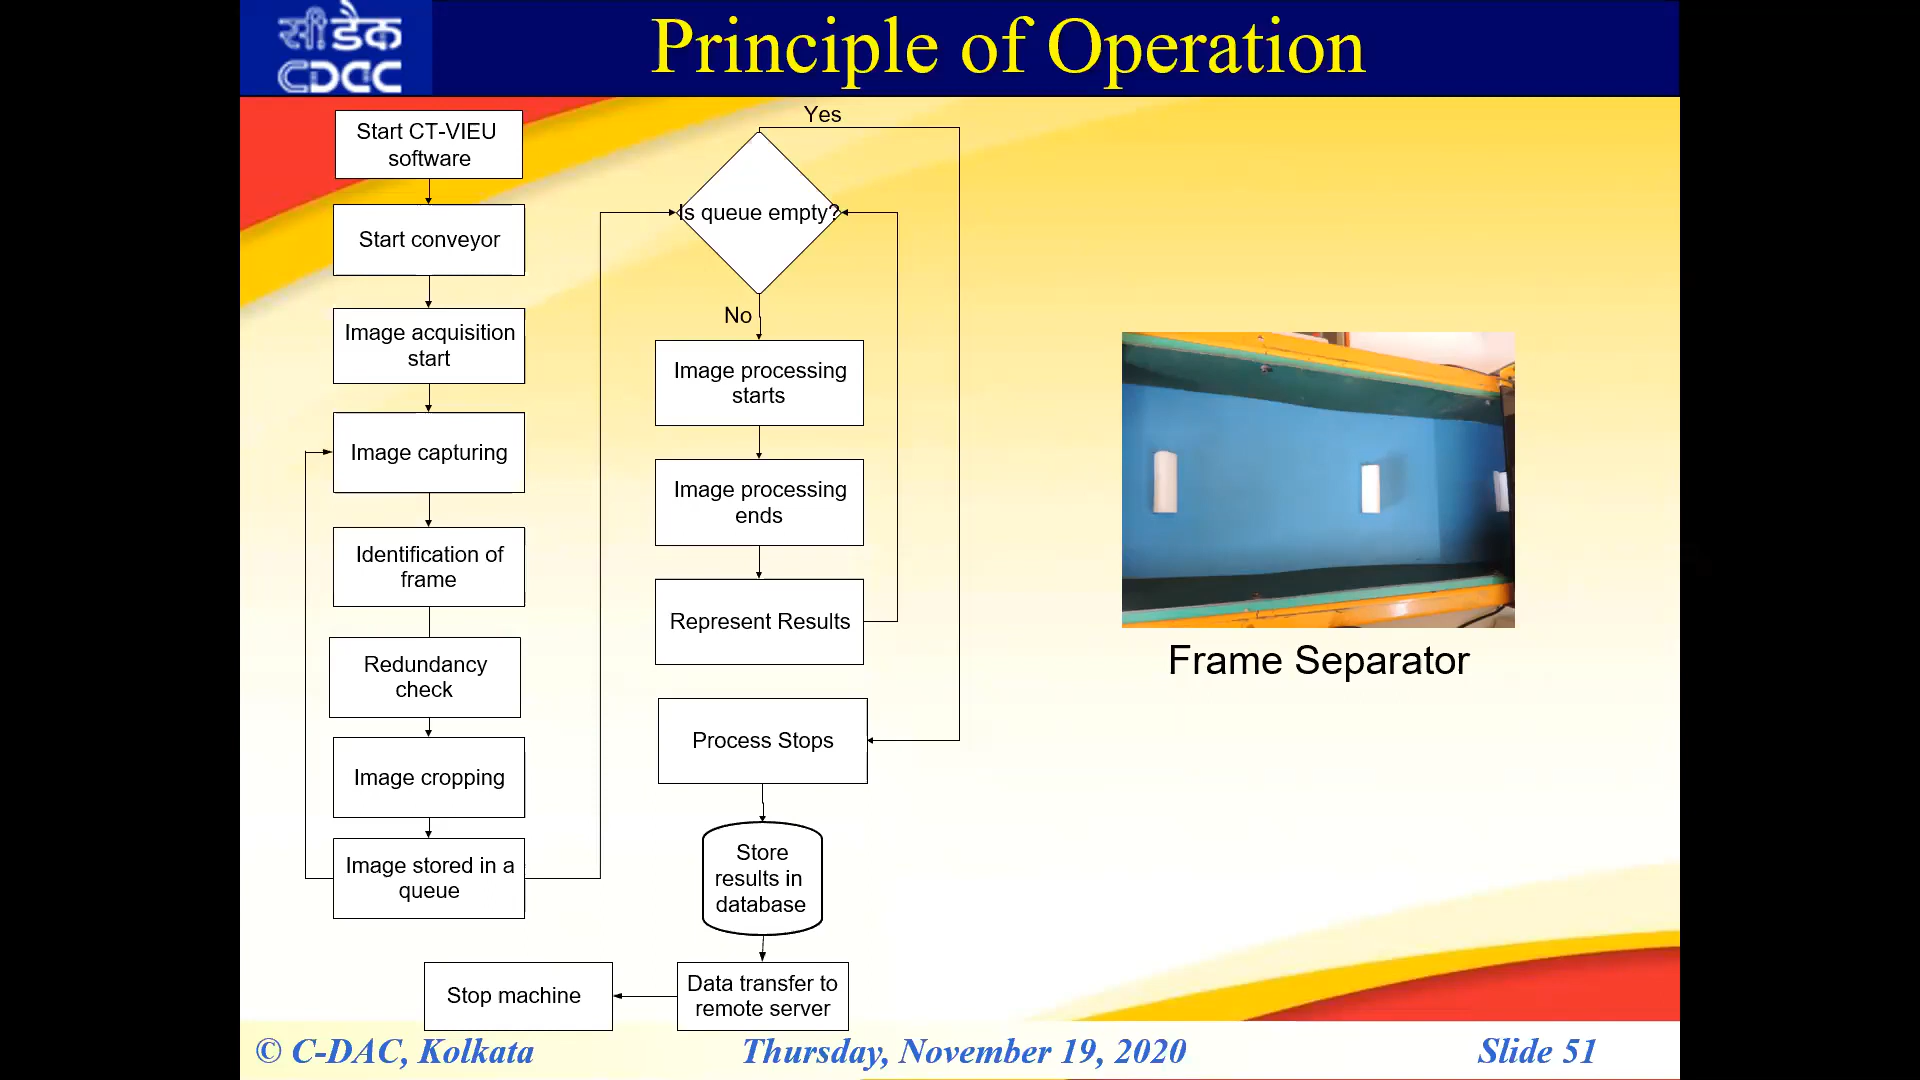 सीडैक
CDAC
Principle of Operation
Start CT-VIEU
software
Start conveyor
Image acquisition
start
Image capturing
Identification of
frame
Redundancy
check
Image cropping
Image stored in a
queue
Yes
Is queue empty?
No
Image processing
starts
Image processing
ends
Represent Results
Process Stops
Store
results in
database
Data transfer to
remote server
Stop machine
Frame Separator
© C-DAC, Kolkata
Thursday, November 19, 2020
Slide 51